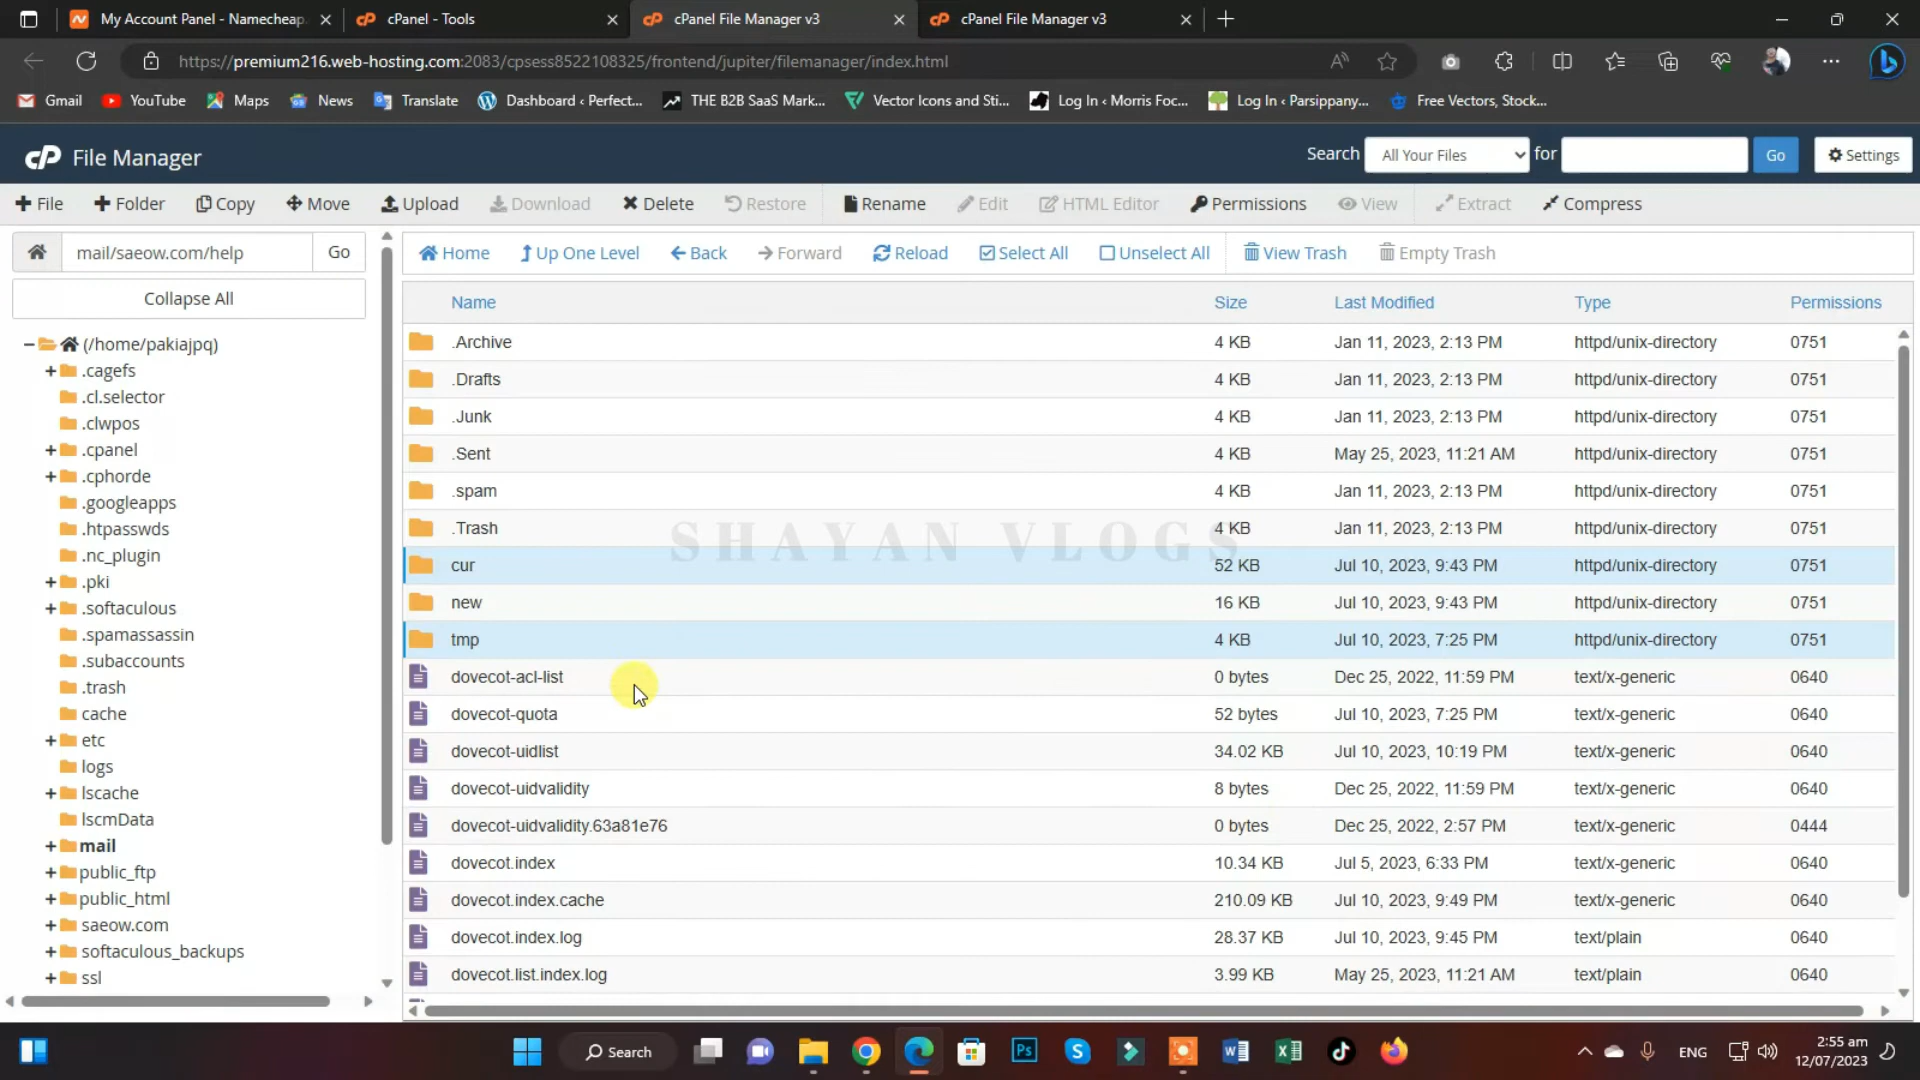 My Account Panel - Namecheap
cPanel - Tools
cPanel File Manager v3
cPanel File Manager v3
https://premium216.web-hosting.com:2083/cpsess8522108325/frontend/jupiter/filemanager/index.html
Gmail YouTube Maps News Translate Dashboard ‹ Perfect... THE B2B SaaS Mark... Vector Icons and Sti... Log In ‹ Morris Foc... Log In ‹ Parsippany,... Free Vectors, Stock...
cP File Manager Search All Your Files for Go Settings
File Folder Copy Move Upload Download Delete Restore Rename Edit HTML Editor Permissions View Extract Compress
mail/saeow.com/help Go
Home Up One Level Back Forward Reload Select All Unselect All View Trash Empty Trash
Collapse All
(/home/pakiajpq)
.cagefs
.cl.selector
.clwpos
.cpanel
.cphorde
.googleapps
.htpasswds
.nc_plugin
.pki
.softaculous
.spamassassin
.subaccounts
.trash
cache
etc
logs
lscache
lscmData
mail
public_ftp
public_html
saeow.com
softaculous_backups
ssl
Name Size Last Modified Type Permissions
.Archive 4 KB Jan 11, 2023, 2:13 PM httpd/unix-directory 0751
.Drafts 4 KB Jan 11, 2023, 2:13 PM httpd/unix-directory 0751
.Junk 4 KB Jan 11, 2023, 2:13 PM httpd/unix-directory 0751
.Sent 4 KB May 25, 2023, 11:21 AM httpd/unix-directory 0751
.spam 4 KB Jan 11, 2023, 2:13 PM httpd/unix-directory 0751
.Trash 4 KB Jan 11, 2023, 2:13 PM httpd/unix-directory 0751
SHAYAN VLOGS
cur 52 KB Jul 10, 2023, 9:43 PM httpd/unix-directory 0751
new 16 KB Jul 10, 2023, 9:43 PM httpd/unix-directory 0751
tmp 4 KB Jul 10, 2023, 7:25 PM httpd/unix-directory 0751
dovecot-acl-list 0 bytes Dec 25, 2022, 11:59 PM text/x-generic 0640
dovecot-quota 52 bytes Jul 10, 2023, 7:25 PM text/x-generic 0640
dovecot-uidlist 34.02 KB Jul 10, 2023, 10:19 PM text/x-generic 0640
dovecot-uidvalidity 8 bytes Dec 25, 2022, 11:59 PM text/x-generic 0640
dovecot-uidvalidity.63a81e76 0 bytes Dec 25, 2022, 2:57 PM text/x-generic 0444
dovecot.index 10.34 KB Jul 5, 2023, 6:33 PM text/x-generic 0640
dovecot.index.cache 210.09 KB Jul 10, 2023, 9:49 PM text/x-generic 0640
dovecot.index.log 28.37 KB Jul 10, 2023, 9:45 PM text/plain 0640
dovecot.list.index.log 3.99 KB May 25, 2023, 11:21 AM text/plain 0640
Search ENG 2:55 am
12/07/2023